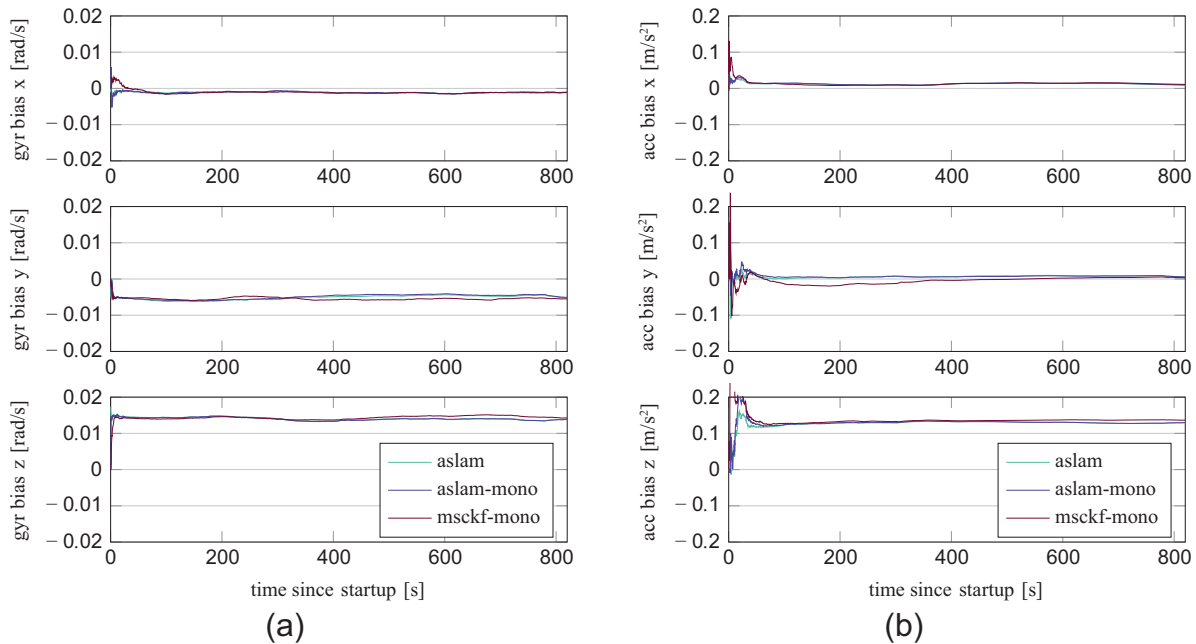 0.02
0.01
0
− 0.01
− 0.02
gyr bias x [rad/s]
0 200 400 600 800
0.02
0.01
0
− 0.01
− 0.02
gyr bias y [rad/s]
0 200 400 600 800
0.02
0.01
0
− 0.01
− 0.02
gyr bias z [rad/s]
aslam
aslam-mono
msckf-mono
0 200 400 600 800
time since startup [s]
(a)
0.2
0.1
0
− 0.1
− 0.2
acc bias x [m/s²]
0 200 400 600 800
0.2
0.1
0
− 0.1
− 0.2
acc bias y [m/s²]
0 200 400 600 800
0.2
0.1
0
− 0.1
− 0.2
acc bias z [m/s²]
aslam
aslam-mono
msckf-mono
0 200 400 600 800
time since startup [s]
(b)